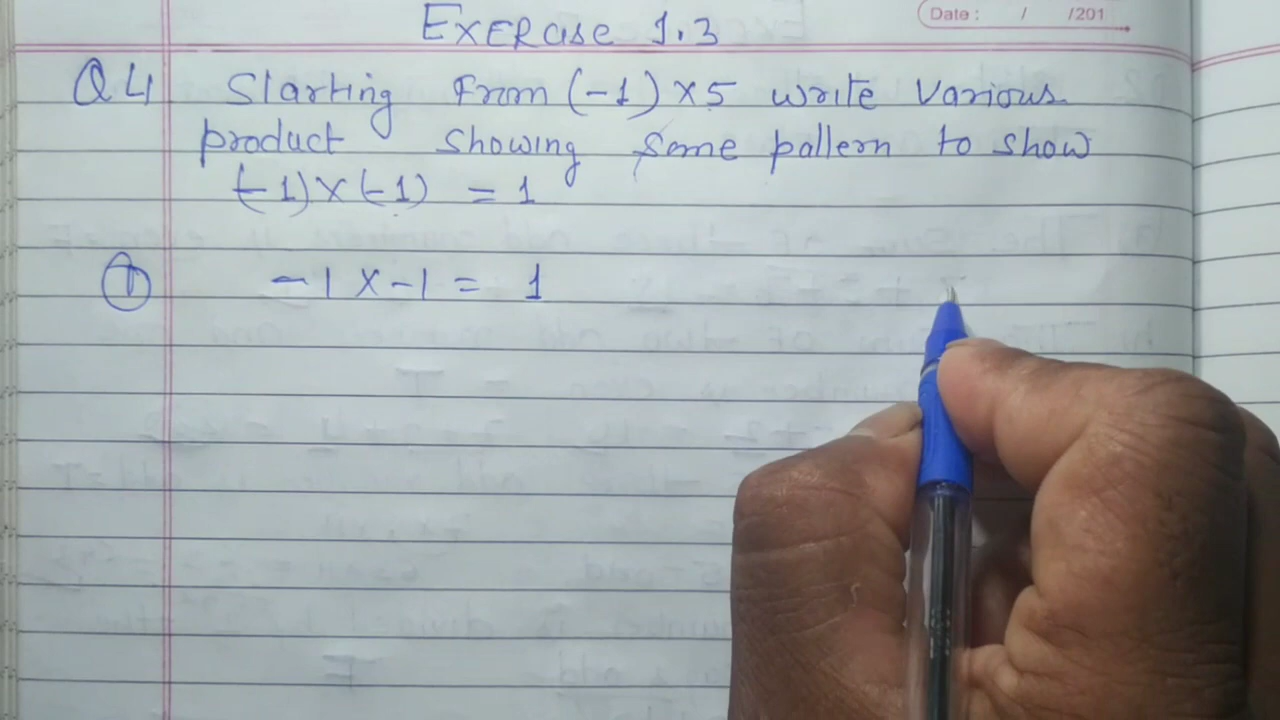 Exercise 1.3
Date : / /201
Q4 Starting From (-1) × 5 write various
product showing some pattern to show
(-1) × (-1) = 1
① -1 × -1 = 1